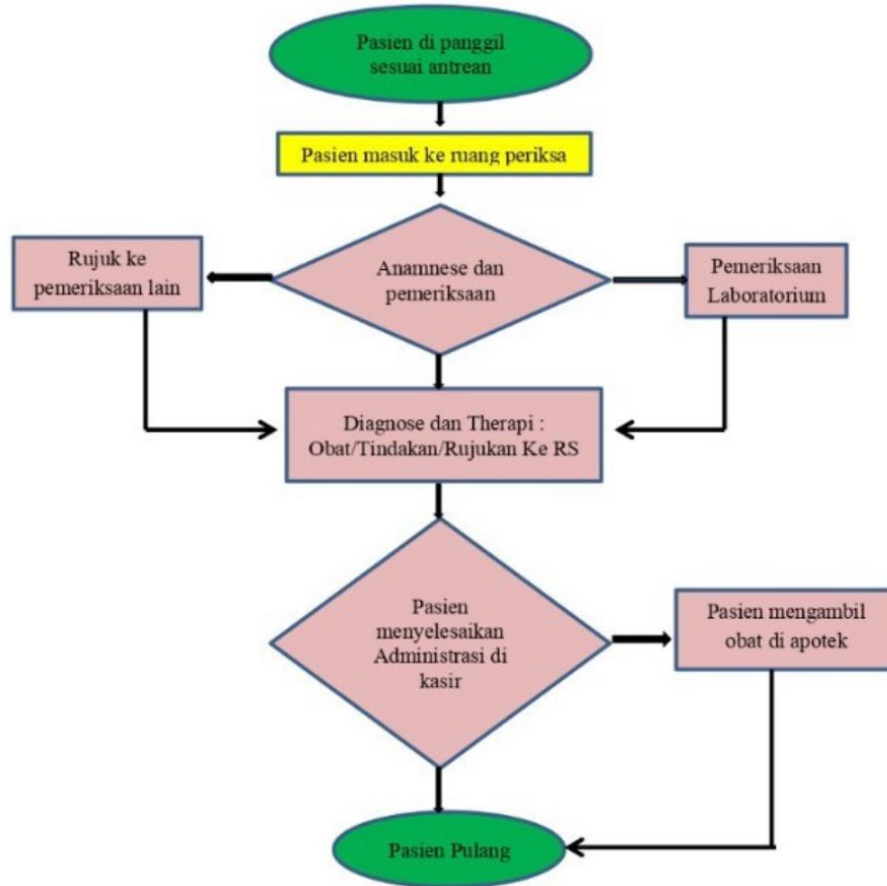 Pasien di panggil
sesuai antrean
Pasien masuk ke ruang periksa
Rujuk ke
pemeriksaan lain
Anamnese dan
pemeriksaan
Pemeriksaan
Laboratorium
Diagnose dan Therapi :
Obat/Tindakan/Rujukan Ke RS
Pasien
menyelesaikan
Administrasi di
kasir
Pasien mengambil
obat di apotek
Pasien Pulang